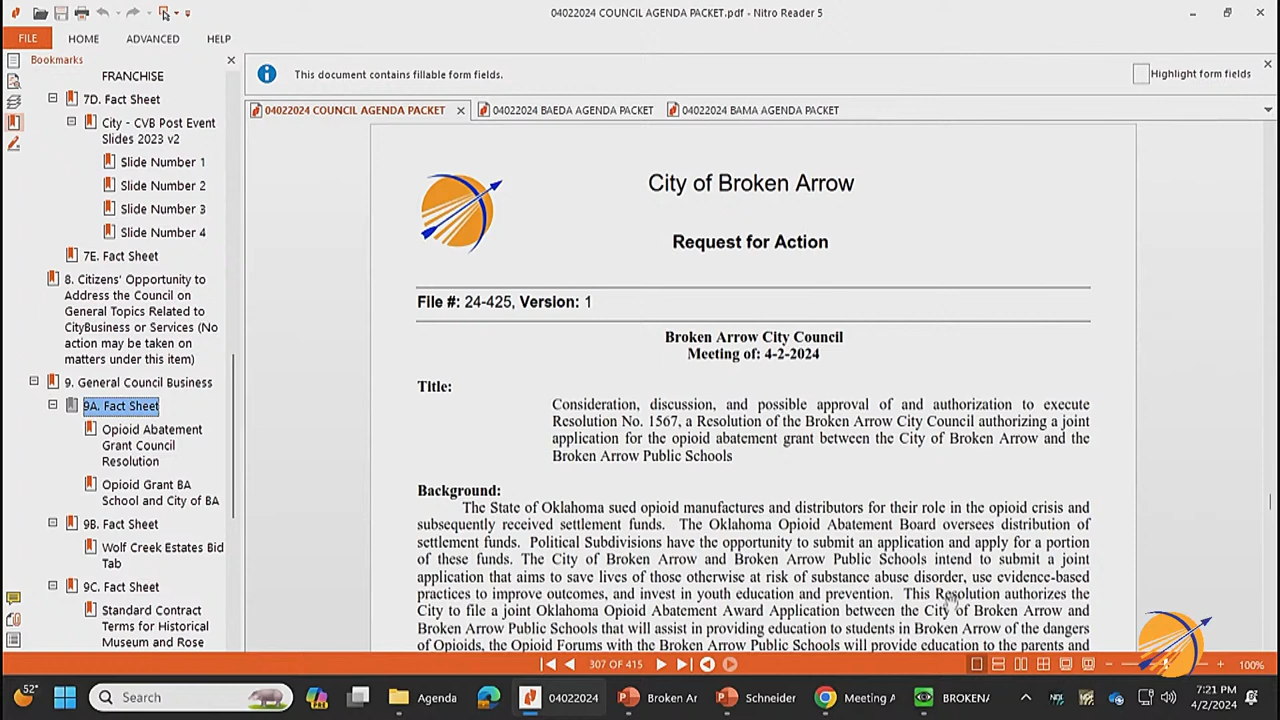 04022024 COUNCIL AGENDA PACKET.pdf - Nitro Reader 5
FILE HOME ADVANCED HELP
Bookmarks
FRANCHISE
7D. Fact Sheet
City - CVB Post Event
Slides 2023 v2
Slide Number 1
Slide Number 2
Slide Number 3
Slide Number 4
7E. Fact Sheet
8. Citizens' Opportunity to
Address the Council on
General Topics Related to
CityBusiness or Services (No
action may be taken on
matters under this item)
9. General Council Business
9A. Fact Sheet
Opioid Abatement
Grant Council
Resolution
Opioid Grant BA
School and City of BA
9B. Fact Sheet
Wolf Creek Estates Bid
Tab
9C. Fact Sheet
Standard Contract
Terms for Historical
Museum and Rose
This document contains fillable form fields.
Highlight form fields
04022024 COUNCIL AGENDA PACKET
04022024 BAEDA AGENDA PACKET
04022024 BAMA AGENDA PACKET
City of Broken Arrow
Request for Action
File #: 24-425, Version: 1
Broken Arrow City Council
Meeting of: 4-2-2024
Title:
Consideration, discussion, and possible approval of and authorization to execute
Resolution No. 1567, a Resolution of the Broken Arrow City Council authorizing a joint
application for the opioid abatement grant between the City of Broken Arrow and the
Broken Arrow Public Schools
Background:
The State of Oklahoma sued opioid manufactures and distributors for their role in the opioid crisis and
subsequently received settlement funds. The Oklahoma Opioid Abatement Board oversees distribution of
settlement funds. Political Subdivisions have the opportunity to submit an application and apply for a portion
of these funds. The City of Broken Arrow and Broken Arrow Public Schools intend to submit a joint
application that aims to save lives of those otherwise at risk of substance abuse disorder, use evidence-based
practices to improve outcomes, and invest in youth education and prevention. This Resolution authorizes the
City to file a joint Oklahoma Opioid Abatement Award Application between the City of Broken Arrow and
Broken Arrow Public Schools that will assist in providing education to students in Broken Arrow of the dangers
of Opioids, the Opioid Forums with the Broken Arrow Public Schools will provide education to the parents and
307 OF 415
100%
52°
Search
Agenda
04022024
Broken Ar
Schneider
Meeting A
BROKEN/
7:21 PM
4/2/2024